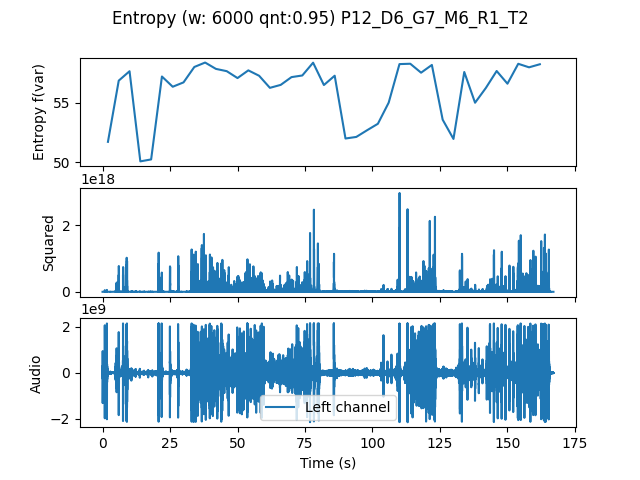 Entropy (w: 6000 qnt:0.95) P12_D6_G7_M6_R1_T2
Entropy f(var)
55
50
1e18
Squared
2
0
1e9
Audio
2
0
−2
Left channel
0 25 50 75 100 125 150 175
Time (s)